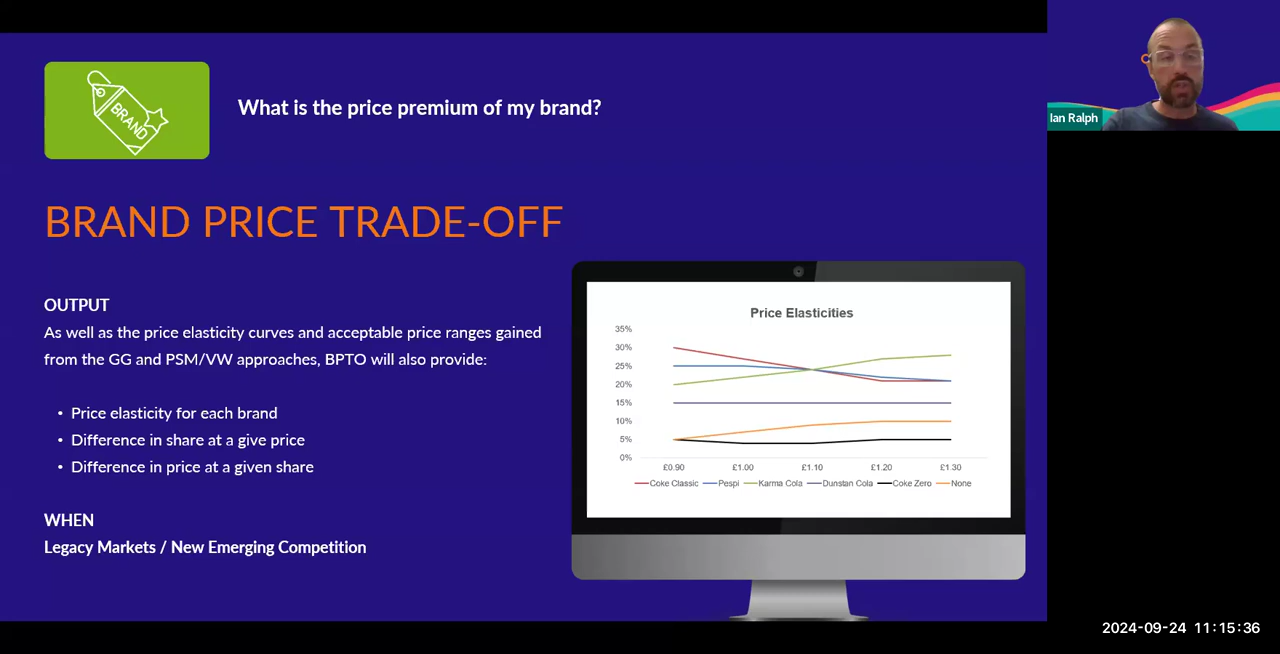 BRAND
What is the price premium of my brand?
Ian Ralph
BRAND PRICE TRADE-OFF
OUTPUT
As well as the price elasticity curves and acceptable price ranges gained
from the GG and PSM/VW approaches, BPTO will also provide:
• Price elasticity for each brand
• Difference in share at a give price
• Difference in price at a given share
WHEN
Legacy Markets / New Emerging Competition
Price Elasticities
35%
30%
25%
20%
15%
10%
5%
0%
£0.90 £1.00 £1.10 £1.20 £1.30
Coke Classic Pespi Karma Cola Dunstan Cola Coke Zero None
2024-09-24 11:15:36